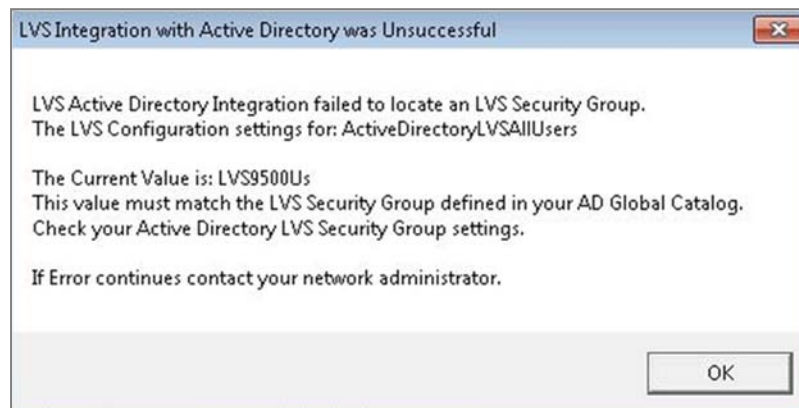 LVS Integration with Active Directory was Unsuccessful
LVS Active Directory Integration failed to locate an LVS Security Group.
The LVS Configuration settings for: ActiveDirectoryLVSAllUsers
The Current Value is: LVS9500Us
This value must match the LVS Security Group defined in your AD Global Catalog.
Check your Active Directory LVS Security Group settings.
If Error continues contact your network administrator.
OK